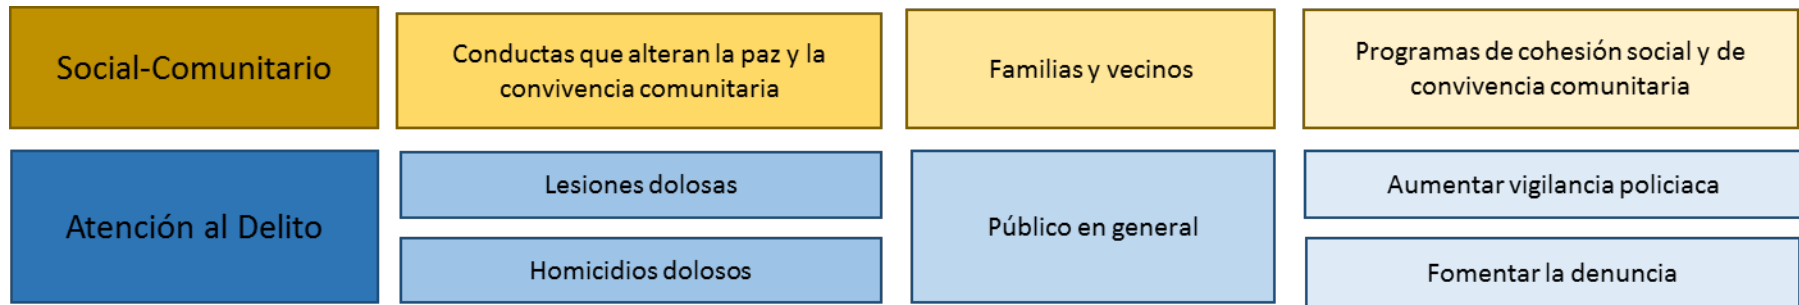 Social-Comunitario
Conductas que alteran la paz y la
convivencia comunitaria
Familias y vecinos
Programas de cohesión social y de
convivencia comunitaria
Atención al Delito
Lesiones dolosas
Homicidios dolosos
Público en general
Aumentar vigilancia policiaca
Fomentar la denuncia